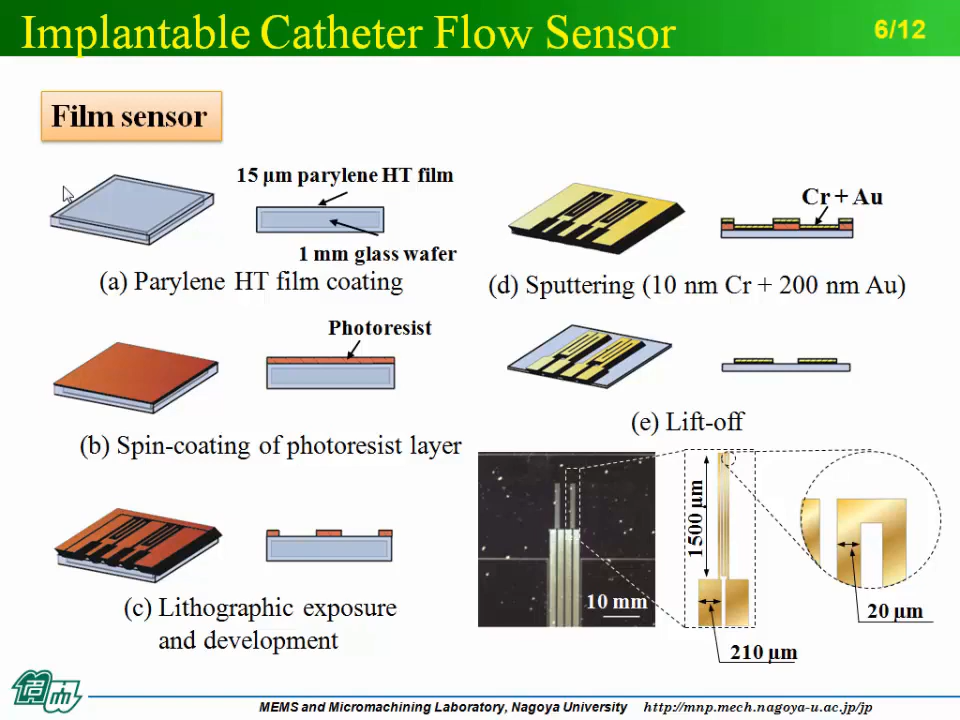 Implantable Catheter Flow Sensor
6/12
Film sensor
15 μm parylene HT film
1 mm glass wafer
(a) Parylene HT film coating
Photoresist
(b) Spin-coating of photoresist layer
(c) Lithographic exposure
and development
Cr + Au
(d) Sputtering (10 nm Cr + 200 nm Au)
(e) Lift-off
10 mm
1500 μm
210 μm
20 μm
MEMS and Micromachining Laboratory, Nagoya University http://mnp.mech.nagoya-u.ac.jp/jp